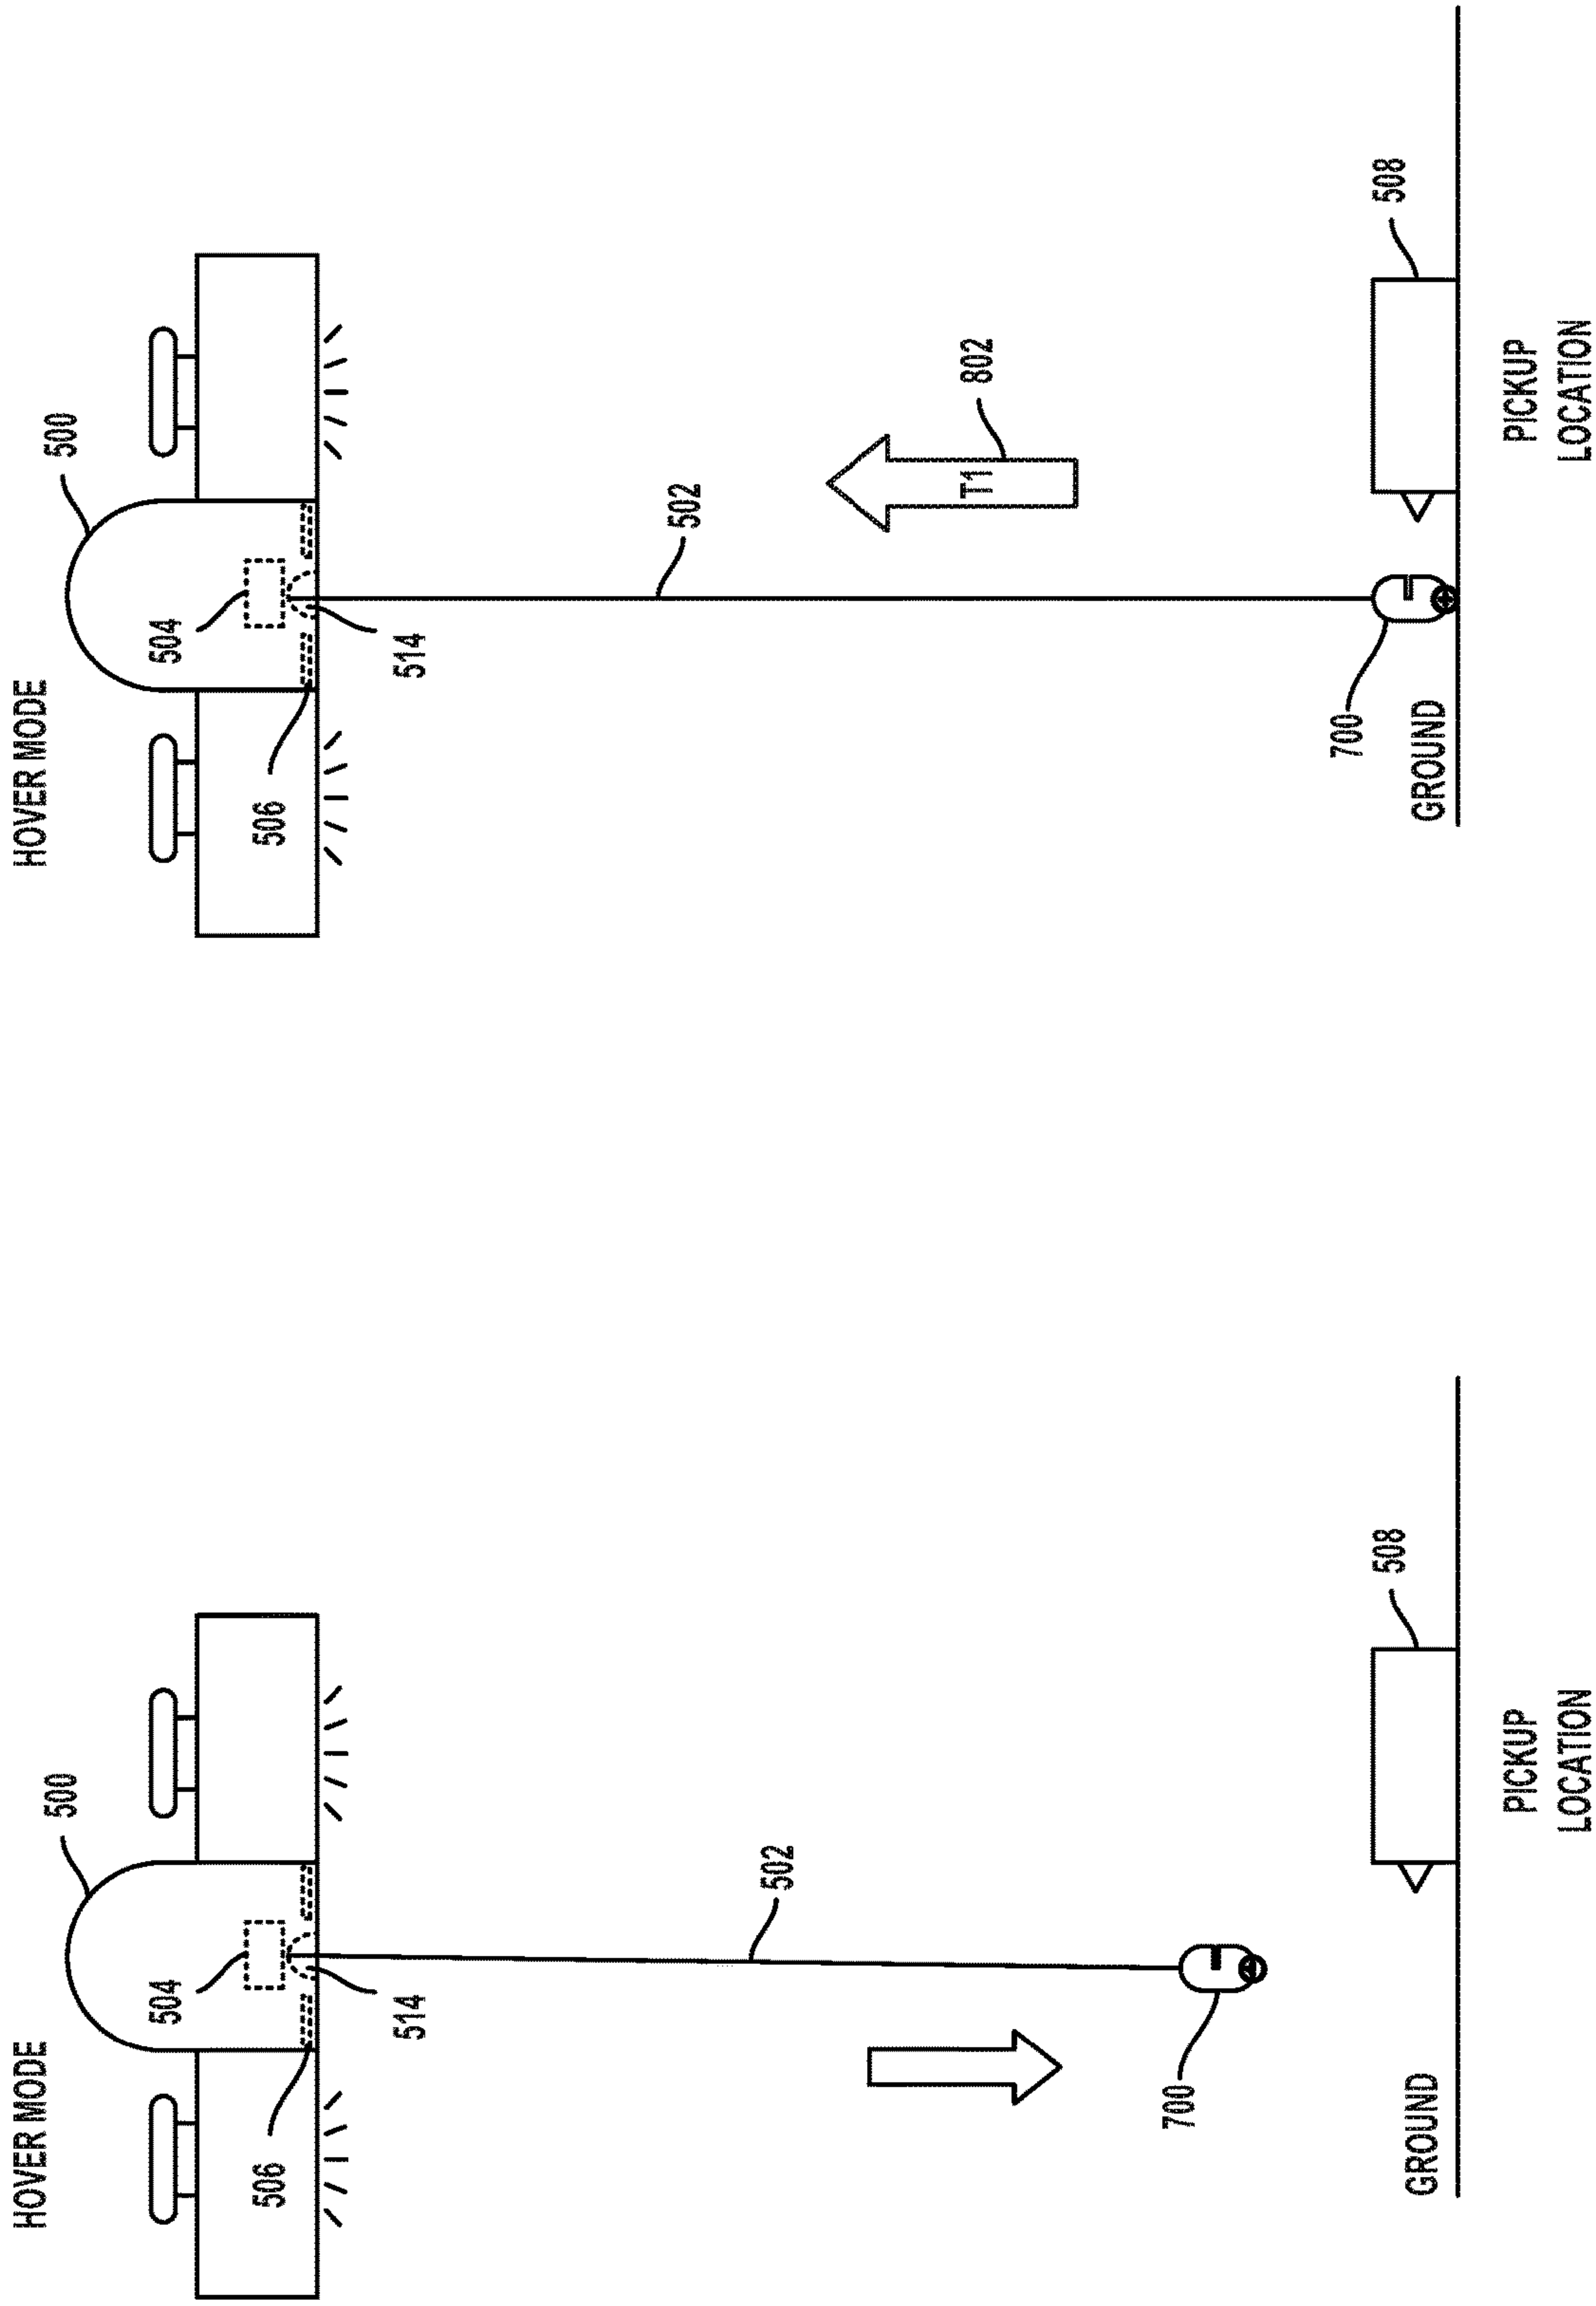 HOVER MODE
500
504
506
514
502
700
508
GROUND
PICKUP
LOCATION
HOVER MODE
500
504
506
514
502
T1
802
700
508
GROUND
PICKUP
LOCATION